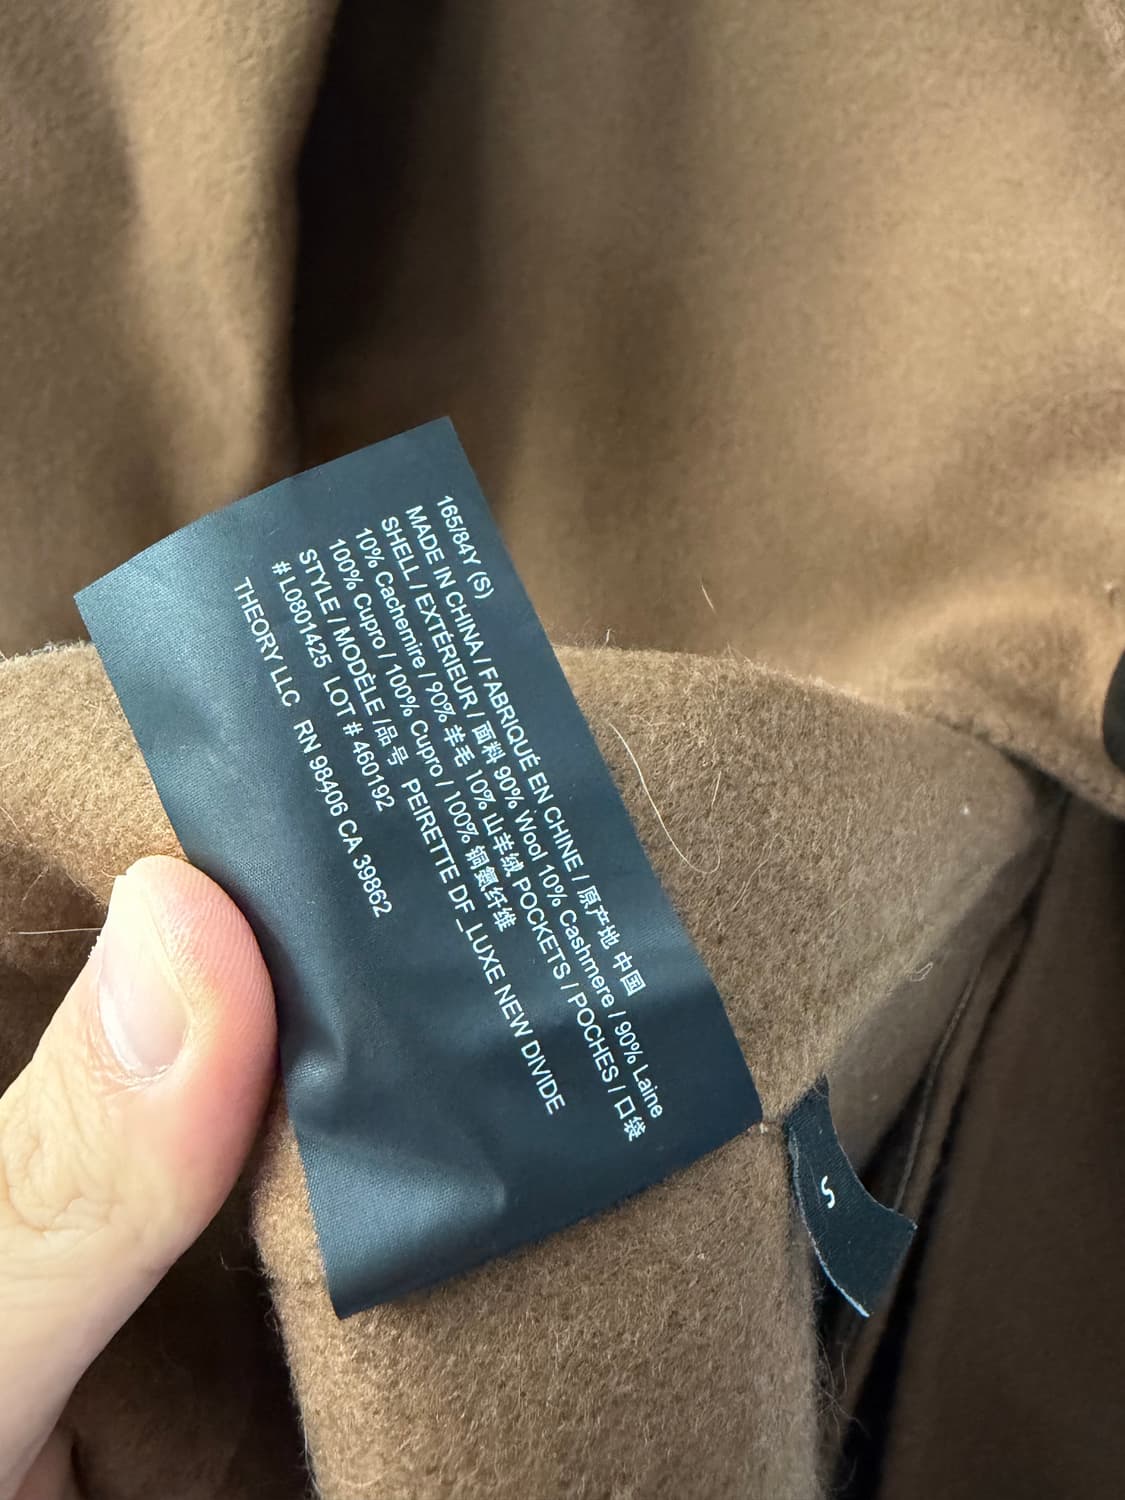 165/84Y (S)
MADE IN CHINA / FABRIQUÉ EN CHINE / 原产地 中国
SHELL / EXTÉRIEUR / 面料 90% Wool 10% Cashmere / 90% Laine
10% Cachemire / 90% 羊毛 10% 山羊绒 POCKETS / POCHES / 口袋
100% Cupro / 100% Cupro / 100% 铜氨纤维
STYLE / MODÈLE /品号 PEIRETTE DF_LUXE NEW DIVIDE
# L0801425 LOT # 460192
THEORY LLC RN 98406 CA 39862
S